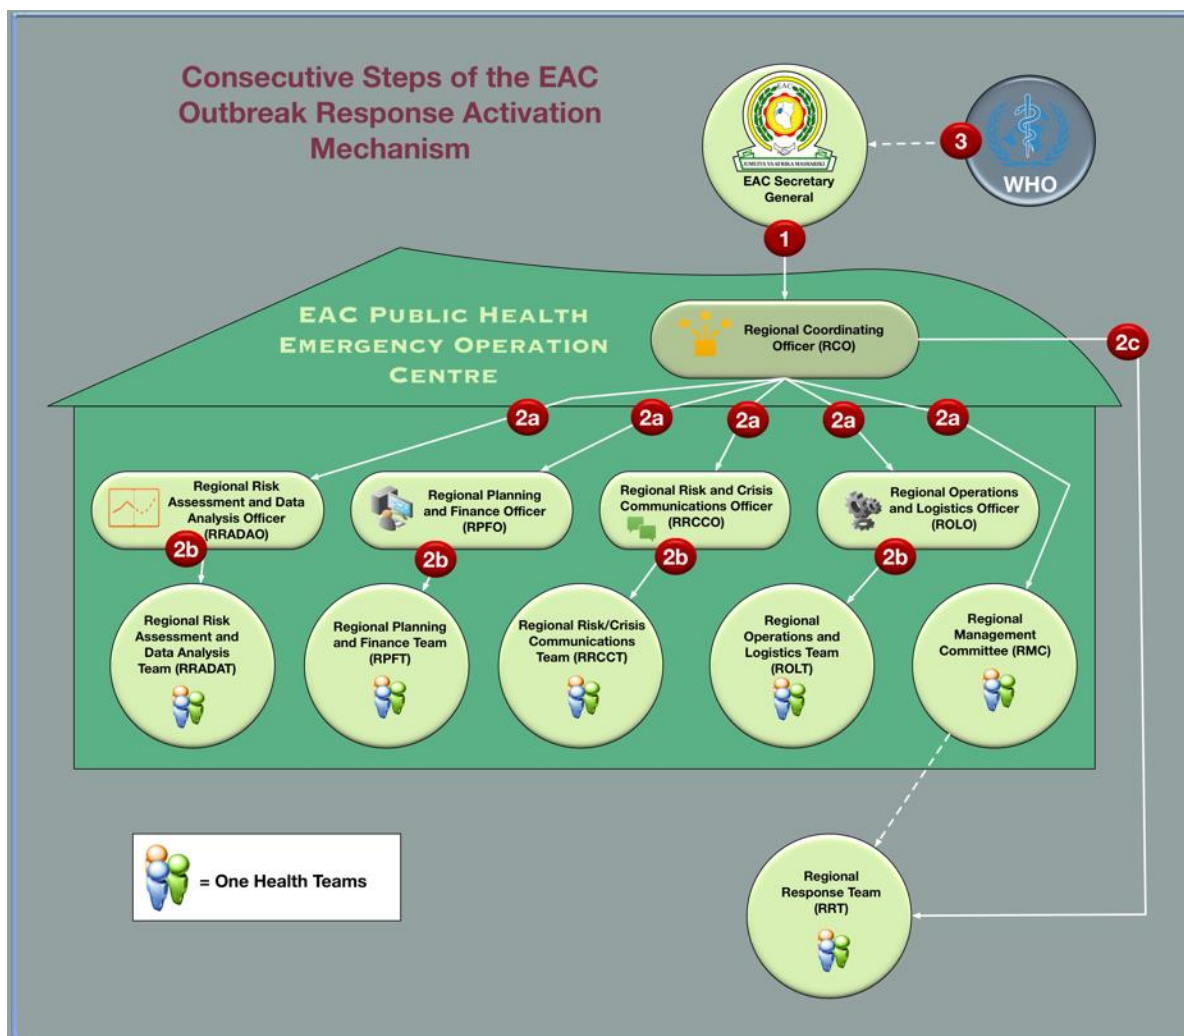 Consecutive Steps of the EAC
Outbreak Response Activation
Mechanism
EAC
JUMUIYA YA AFRIKA MASHARIKI
EAC Secretary
General
3
WHO
1
EAC Public Health
Emergency Operation
Centre
Regional Coordinating
Officer (RCO)
2c
2a
2a
2a
2a
2a
Regional Risk
Assessment and Data
Analysis Officer
(RRADAO)
Regional Planning
and Finance Officer
(RPFO)
Regional Risk and Crisis
Communications Officer
(RRCCO)
Regional Operations
and Logistics Officer
(ROLO)
2b
2b
2b
2b
Regional Risk
Assessment and
Data Analysis
Team (RRADAT)
Regional Planning
and Finance Team
(RPFT)
Regional Risk/Crisis
Communications
Team (RRCCT)
Regional
Operations and
Logistics Team
(ROLT)
Regional
Management
Committee (RMC)
= One Health Teams
Regional
Response Team
(RRT)